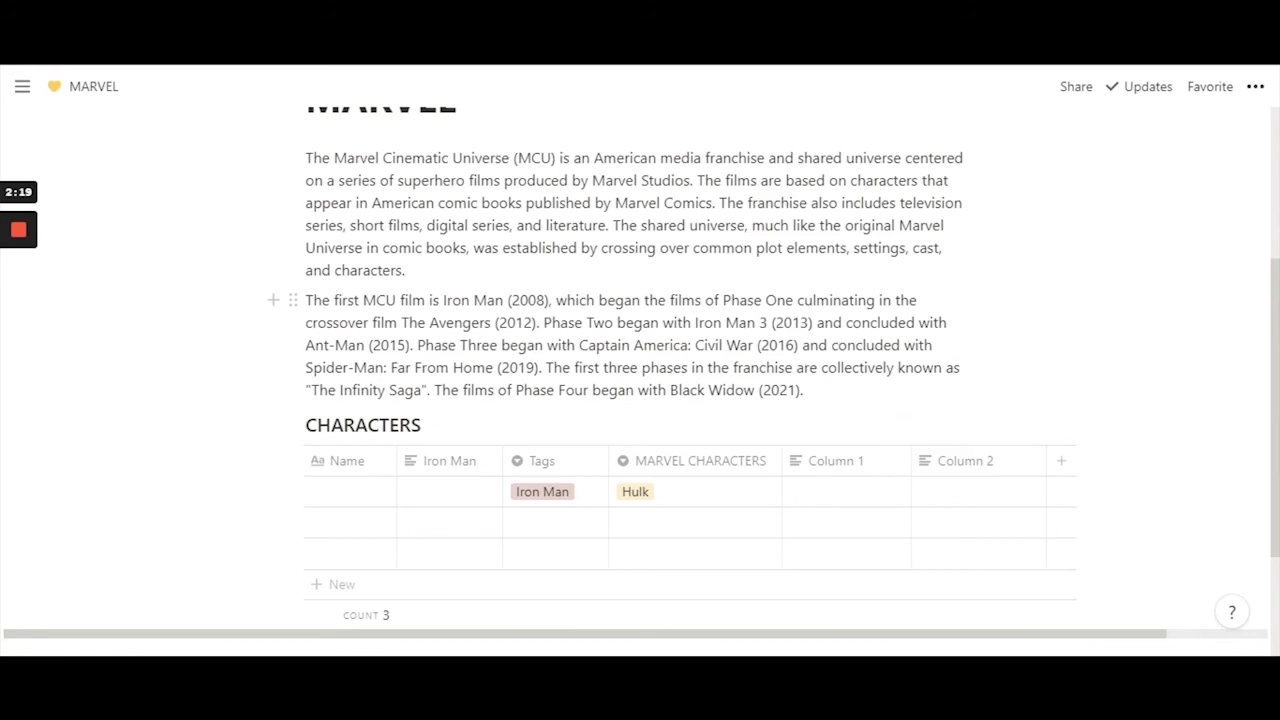 MARVEL
Share
Updates
Favorite
MARVEL
The Marvel Cinematic Universe (MCU) is an American media franchise and shared universe centered
on a series of superhero films produced by Marvel Studios. The films are based on characters that
appear in American comic books published by Marvel Comics. The franchise also includes television
series, short films, digital series, and literature. The shared universe, much like the original Marvel
Universe in comic books, was established by crossing over common plot elements, settings, cast,
and characters.
2:19
The first MCU film is Iron Man (2008), which began the films of Phase One culminating in the
crossover film The Avengers (2012). Phase Two began with Iron Man 3 (2013) and concluded with
Ant-Man (2015). Phase Three began with Captain America: Civil War (2016) and concluded with
Spider-Man: Far From Home (2019). The first three phases in the franchise are collectively known as
"The Infinity Saga". The films of Phase Four began with Black Widow (2021).
CHARACTERS
Aa Name Iron Man Tags MARVEL CHARACTERS Column 1 Column 2 +
Iron Man Hulk
+ New
COUNT 3
?